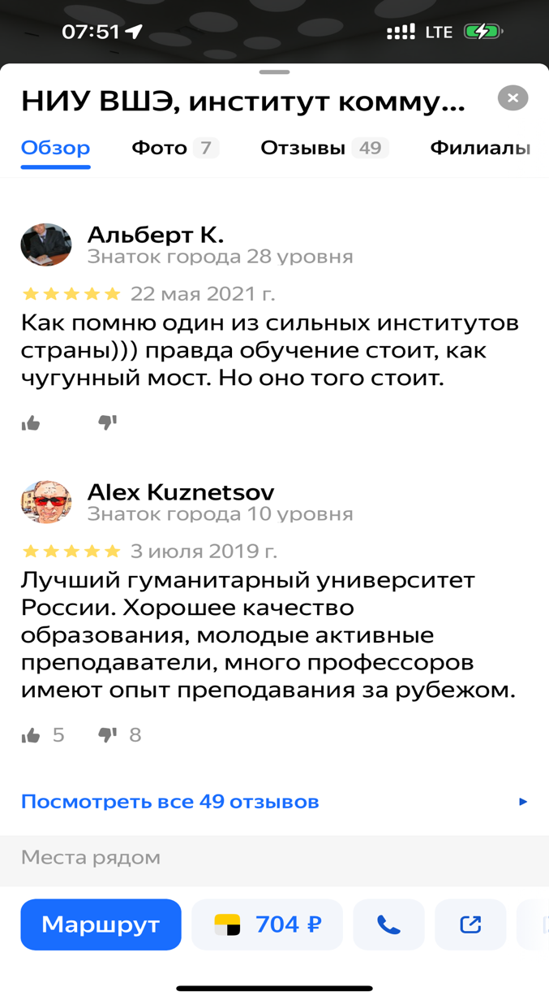 07:51
LTE
НИУ ВШЭ, институт комму...
Обзор
Фото 7
Отзывы 49
Филиалы
Альберт К.
Знаток города 28 уровня
22 мая 2021 г.
Как помню один из сильных институтов
страны))) правда обучение стоит, как
чугунный мост. Но оно того стоит.
Alex Kuznetsov
Знаток города 10 уровня
3 июля 2019 г.
Лучший гуманитарный университет
России. Хорошее качество
образования, молодые активные
преподаватели, много профессоров
имеют опыт преподавания за рубежом.
5
8
Посмотреть все 49 отзывов
Места рядом
Маршрут
704 ₽